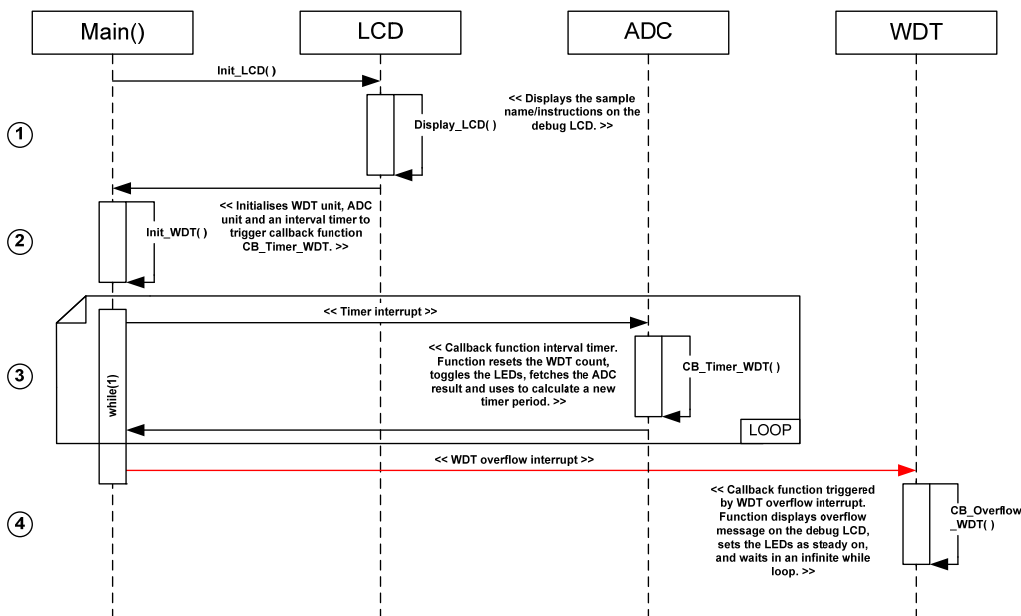 Main()
LCD
ADC
WDT
Init_LCD( )
1
Display_LCD( )
<< Displays the sample
name/instructions on the
debug LCD. >>
2
Init_WDT( )
<< Initialises WDT unit, ADC
unit and an interval timer to
trigger callback function
CB_Timer_WDT. >>
3
while(1)
<< Timer interrupt >>
<< Callback function interval timer.
Function resets the WDT count,
toggles the LEDs, fetches the ADC
result and uses to calculate a new
timer period. >>
CB_Timer_WDT( )
LOOP
<< WDT overflow interrupt >>
4
<< Callback function triggered
by WDT overflow interrupt.
Function displays overflow
message on the debug LCD,
sets the LEDs as steady on,
and waits in an infinite while
loop. >>
CB_Overflow
_WDT( )